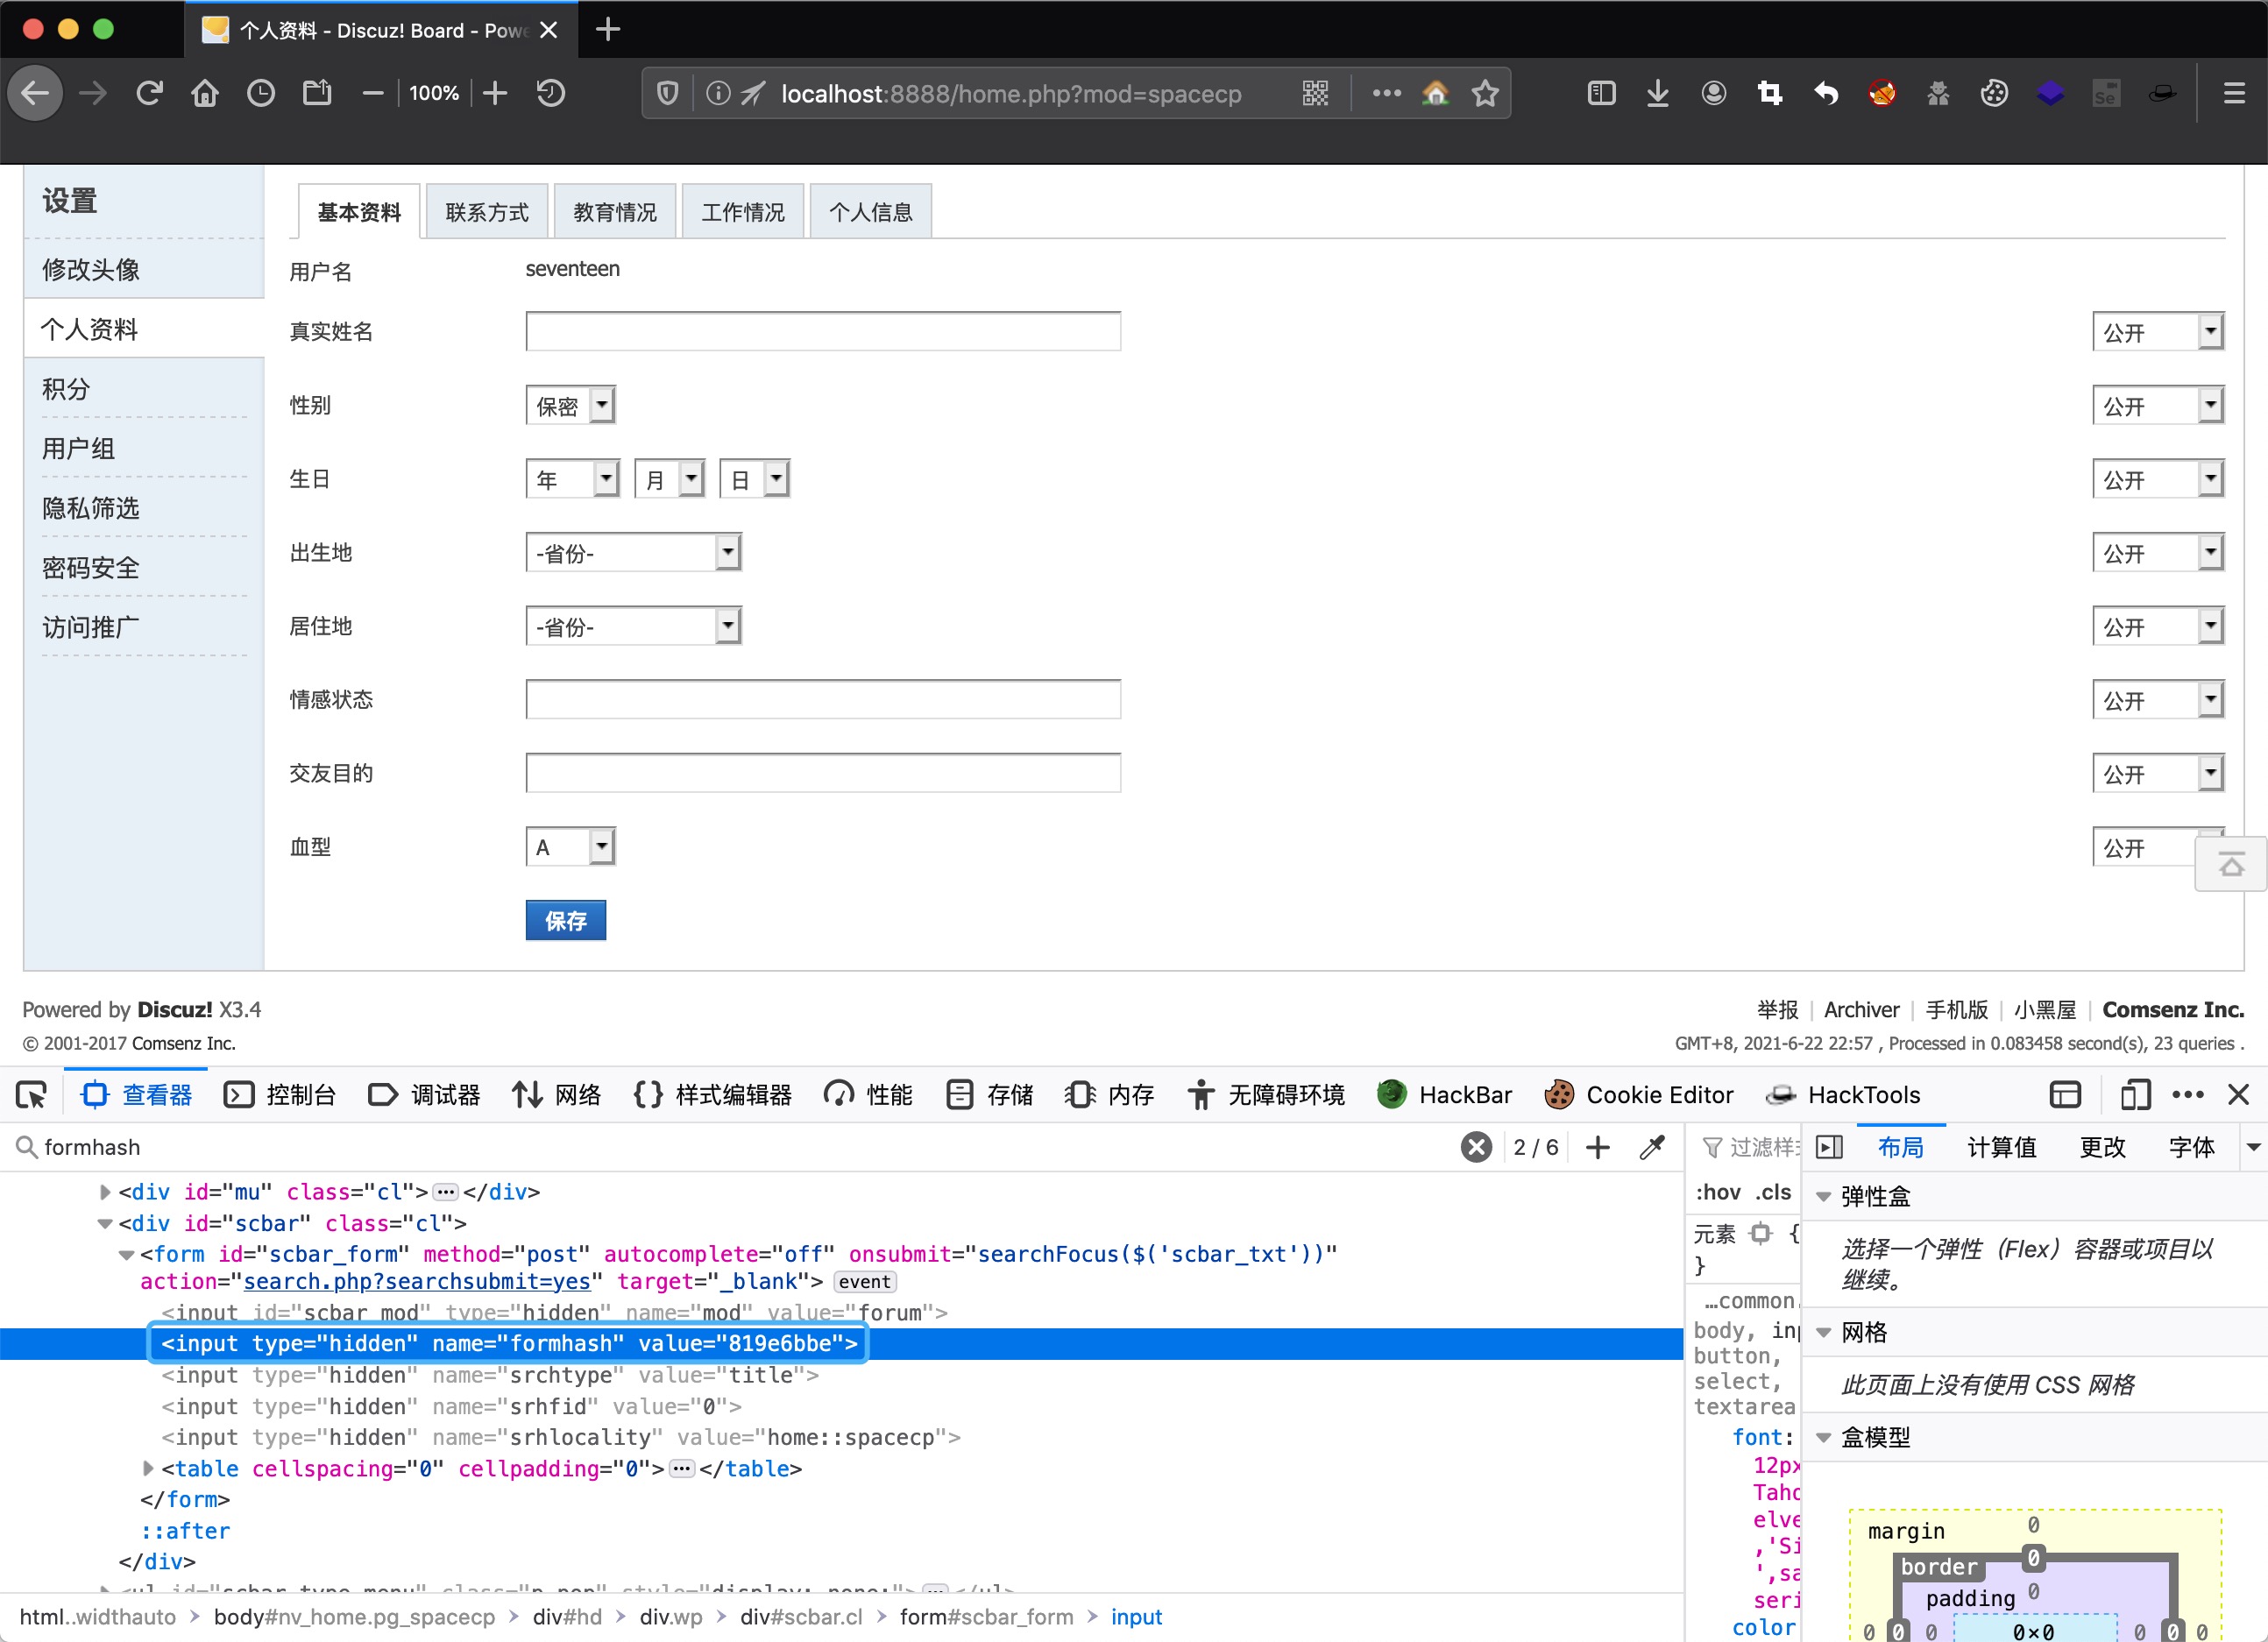 个人资料 - Discuz! Board - Pow
100%
localhost:8888/home.php?mod=spacecp
设置
基本资料 联系方式 教育情况 工作情况 个人信息
修改头像
个人资料
积分
用户组
隐私筛选
密码安全
访问推广
用户名 seventeen
真实姓名 公开
性别 保密 公开
生日 年 月 日 公开
出生地 -省份- 公开
居住地 -省份- 公开
情感状态 公开
交友目的 公开
血型 A 公开
保存
Powered by Discuz! X3.4 举报 | Archiver | 手机版 | 小黑屋 | Comsenz Inc.
© 2001-2017 Comsenz Inc. GMT+8, 2021-6-22 22:57 , Processed in 0.083458 second(s), 23 queries .
查看器 控制台 调试器 网络 {} 样式编辑器 性能 存储 内存 无障碍环境 HackBar Cookie Editor HackTools
formhash 2 / 6
<div id="mu" class="cl">⋯</div>
<div id="scbar" class="cl">
<form id="scbar_form" method="post" autocomplete="off" onsubmit="searchFocus($('scbar_txt'))"
action="search.php?searchsubmit=yes" target="_blank"> event
<input id="scbar_mod" type="hidden" name="mod" value="forum">
<input type="hidden" name="formhash" value="819e6bbe">
<input type="hidden" name="srchtype" value="title">
<input type="hidden" name="srhfid" value="0">
<input type="hidden" name="srhlocality" value="home::spacecp">
<table cellspacing="0" cellpadding="0">⋯</table>
</form>
::after
</div>
<ul id="scbar_type_menu" class="p_pop" style="display: none;">⋯</ul>
html..widthauto > body#nv_home.pg_spacecp > div#hd > div.wp > div#scbar.cl > form#scbar_form > input
过滤样
:hov .cls
元素 {
}
…common.
body, inp
button,
select,
textarea
font:
12px
Taho
elve
,'Si
',sa
seri
color
布局 计算值 更改 字体
弹性盒
选择一个弹性（Flex）容器或项目以
继续。
网格
此页面上没有使用 CSS 网格
盒模型
margin 0
border 0
padding 0
0 0 0 0×0 0 0 0